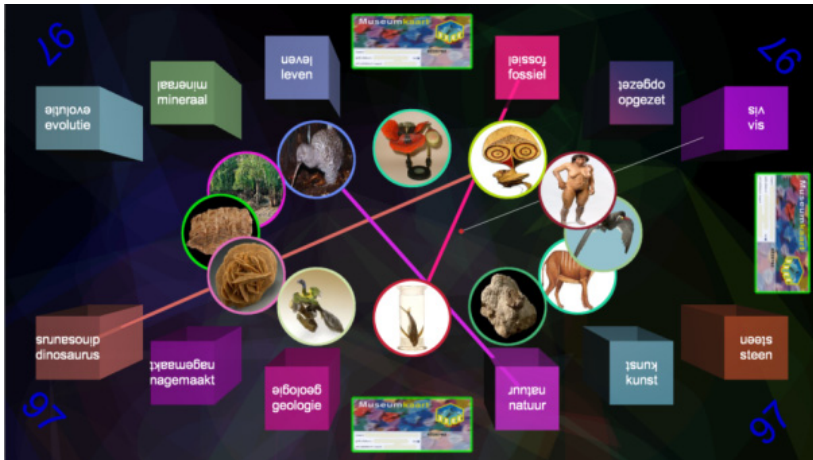 97
97
Museumkaart
leven
leven
fossiel
fossiel
mineraal
mineraal
opgezet
opgezet
evolutie
evolutie
vis
vis
Museumkaart
dinosaurus
dinosaurus
nagemaakt
nagemaakt
geologie
geologie
natuur
natuur
kunst
kunst
steen
steen
Museumkaart
97
97